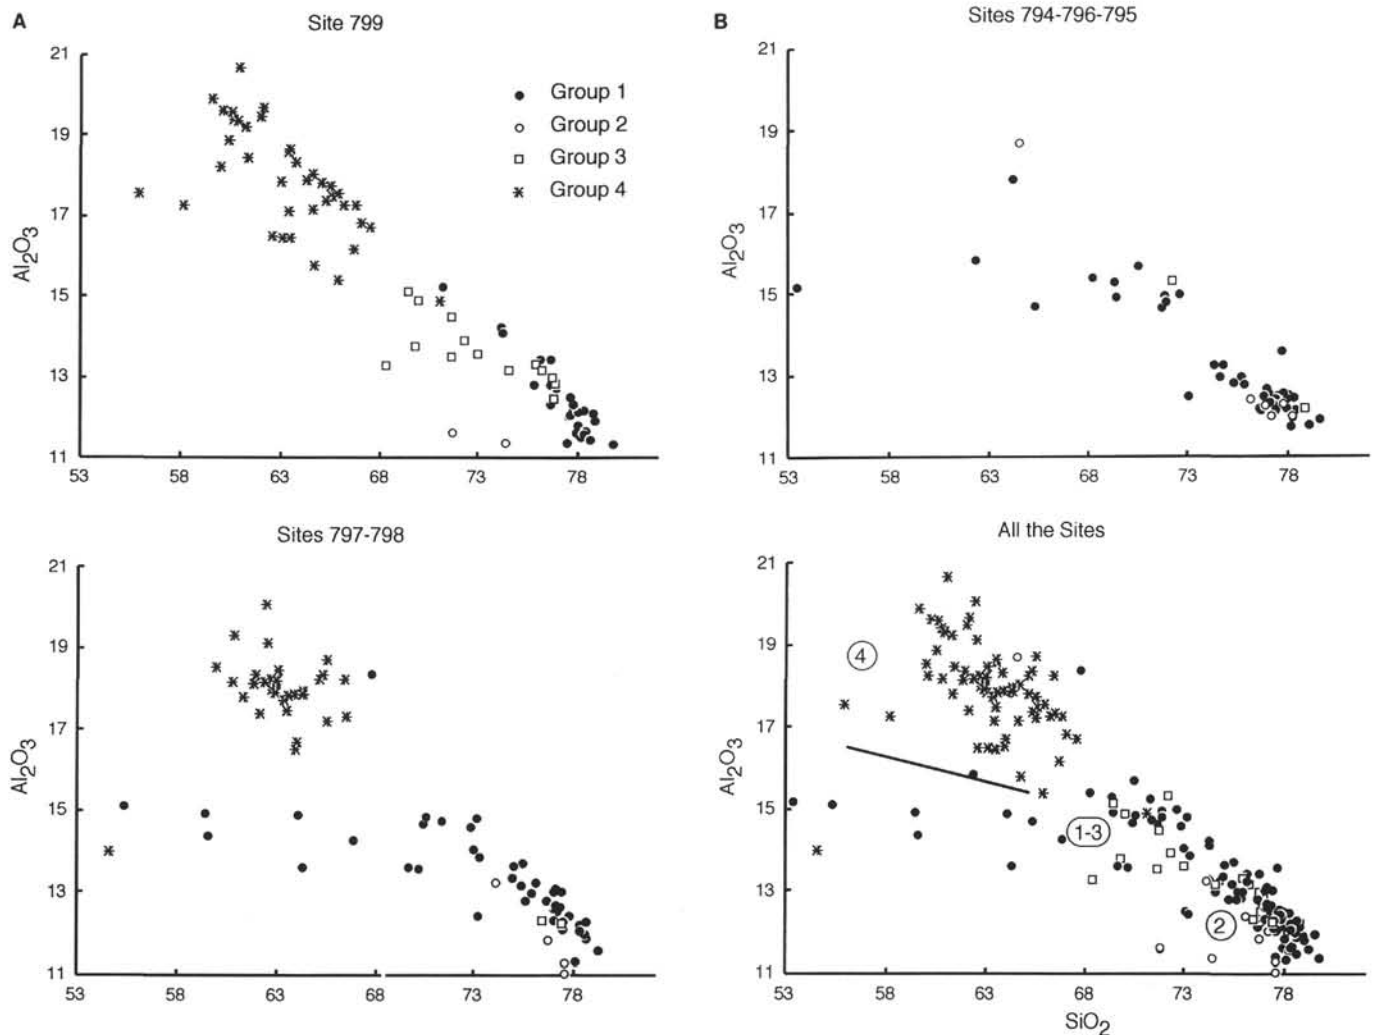 A
Site 799
21
19
17
15
13
11
Al2O3
53 58 63 68 73 78
Group 1
Group 2
Group 3
Group 4
B
Sites 794-796-795
21
19
17
15
13
11
Al2O3
53 58 63 68 73 78
Sites 797-798
21
19
17
15
13
11
Al2O3
53 58 63 68 73 78
All the Sites
21
19
17
15
13
11
Al2O3
4
1-3
2
53 58 63 68 73 78
SiO2